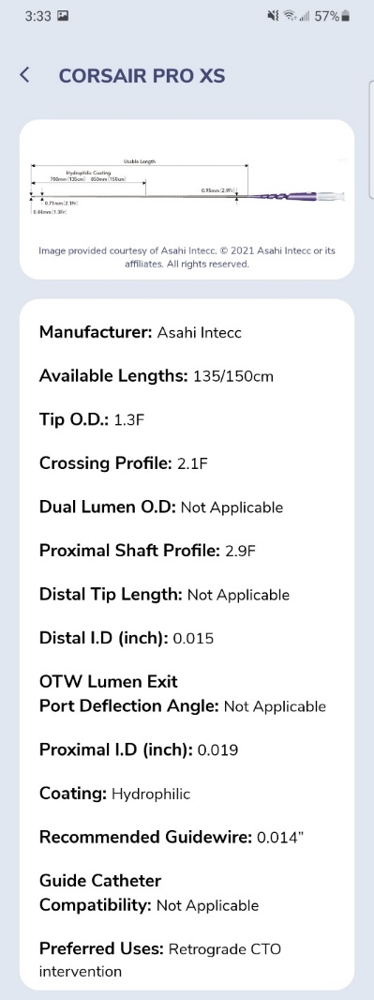 3:33
57%
CORSAIR PRO XS
Usable Length
Hydrophilic Coating
700mm (135cm) 850mm (150cm)
0.95mm (2.9Fr)
0.71mm (2.1Fr)
0.44mm (1.3Fr)
Image provided courtesy of Asahi Intecc. © 2021 Asahi Intecc or its
affiliates. All rights reserved.
Manufacturer: Asahi Intecc
Available Lengths: 135/150cm
Tip O.D.: 1.3F
Crossing Profile: 2.1F
Dual Lumen O.D: Not Applicable
Proximal Shaft Profile: 2.9F
Distal Tip Length: Not Applicable
Distal I.D (inch): 0.015
OTW Lumen Exit
Port Deflection Angle: Not Applicable
Proximal I.D (inch): 0.019
Coating: Hydrophilic
Recommended Guidewire: 0.014”
Guide Catheter
Compatibility: Not Applicable
Preferred Uses: Retrograde CTO
intervention